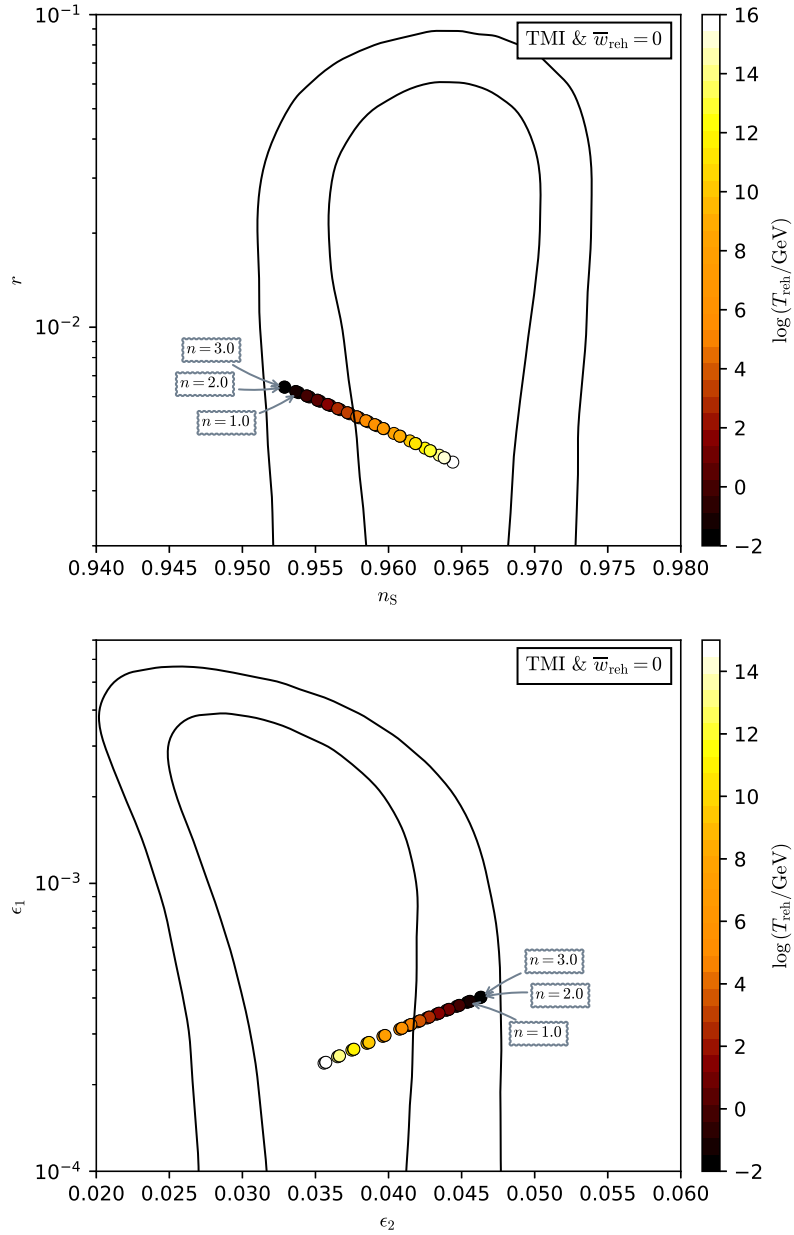 TMI & w̅_reh = 0
r
10⁻¹
10⁻²
n = 3.0
n = 2.0
n = 1.0
0.940 0.945 0.950 0.955 0.960 0.965 0.970 0.975 0.980
n_S
16
14
12
10
8
6
4
2
0
−2
log (T_reh/GeV)
TMI & w̅_reh = 0
ϵ₁
10⁻³
10⁻⁴
n = 3.0
n = 2.0
n = 1.0
0.020 0.025 0.030 0.035 0.040 0.045 0.050 0.055 0.060
ϵ₂
14
12
10
8
6
4
2
0
−2
log (T_reh/GeV)